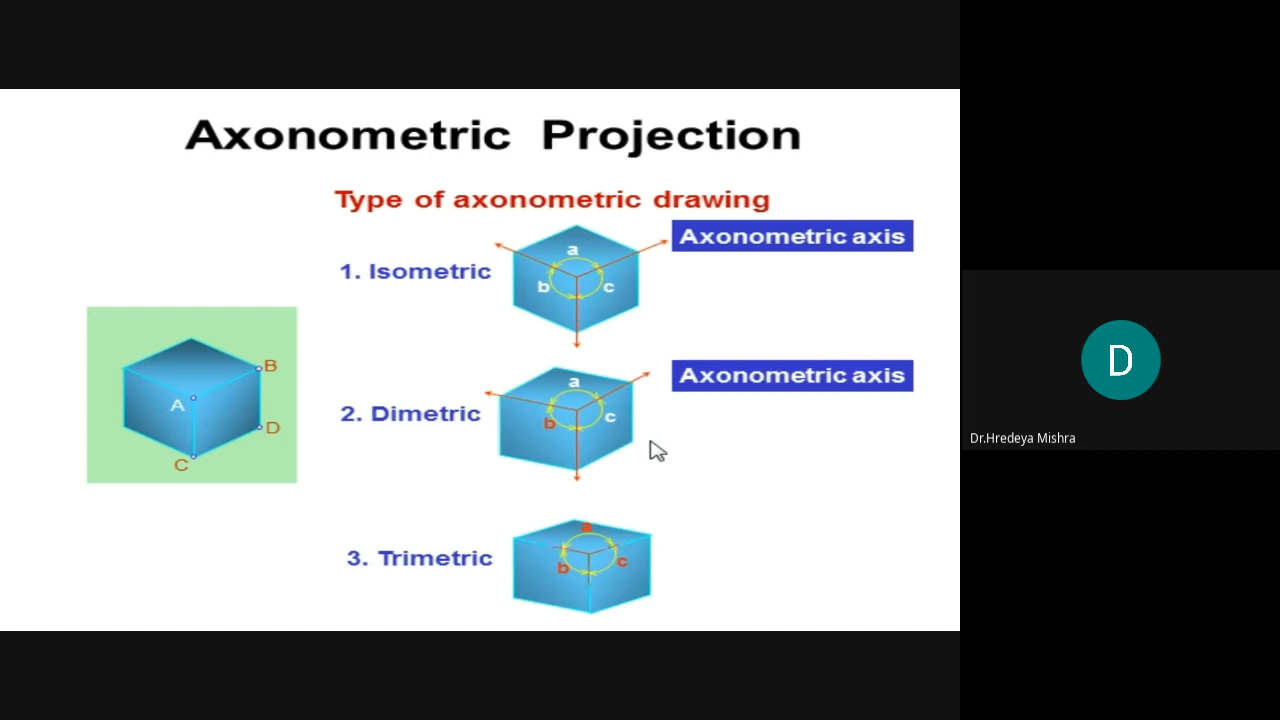 Axonometric Projection
Type of axonometric drawing
Axonometric axis
1. Isometric
a
b
c
Axonometric axis
2. Dimetric
a
b
c
3. Trimetric
a
b
c
A
B
C
D
D
Dr.Hredeya Mishra